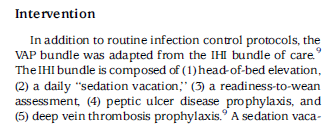 Intervention
In addition to routine infection control protocols, the
VAP bundle was adapted from the IHI bundle of care.9
The IHI bundle is composed of (1) head-of-bed elevation,
(2) a daily “sedation vacation,” (3) a readiness-to-wean
assessment, (4) peptic ulcer disease prophylaxis, and
(5) deep vein thrombosis prophylaxis.9 A sedation vaca-